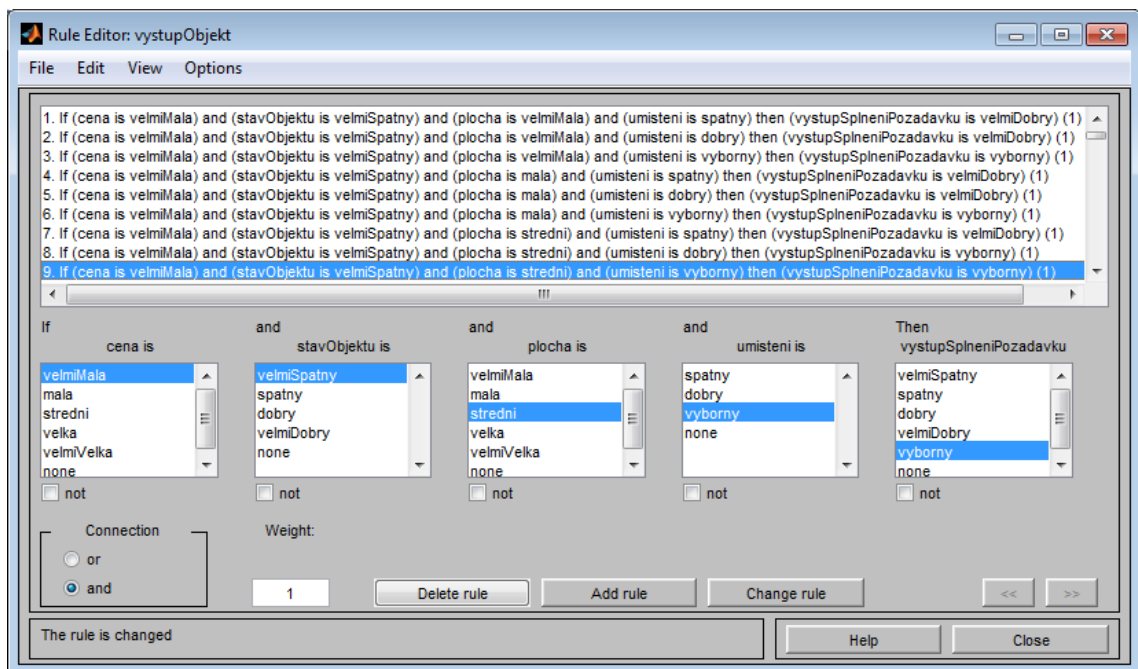 Rule Editor: vystupObjekt
File Edit View Options
1. If (cena is velmiMala) and (stavObjektu is velmiSpatny) and (plocha is velmiMala) and (umisteni is spatny) then (vystupSplneniPozadavku is velmiDobry) (1)
2. If (cena is velmiMala) and (stavObjektu is velmiSpatny) and (plocha is velmiMala) and (umisteni is dobry) then (vystupSplneniPozadavku is velmiDobry) (1)
3. If (cena is velmiMala) and (stavObjektu is velmiSpatny) and (plocha is velmiMala) and (umisteni is vyborny) then (vystupSplneniPozadavku is vyborny) (1)
4. If (cena is velmiMala) and (stavObjektu is velmiSpatny) and (plocha is mala) and (umisteni is spatny) then (vystupSplneniPozadavku is velmiDobry) (1)
5. If (cena is velmiMala) and (stavObjektu is velmiSpatny) and (plocha is mala) and (umisteni is dobry) then (vystupSplneniPozadavku is velmiDobry) (1)
6. If (cena is velmiMala) and (stavObjektu is velmiSpatny) and (plocha is mala) and (umisteni is vyborny) then (vystupSplneniPozadavku is vyborny) (1)
7. If (cena is velmiMala) and (stavObjektu is velmiSpatny) and (plocha is stredni) and (umisteni is spatny) then (vystupSplneniPozadavku is velmiDobry) (1)
8. If (cena is velmiMala) and (stavObjektu is velmiSpatny) and (plocha is stredni) and (umisteni is dobry) then (vystupSplneniPozadavku is vyborny) (1)
9. If (cena is velmiMala) and (stavObjektu is velmiSpatny) and (plocha is stredni) and (umisteni is vyborny) then (vystupSplneniPozadavku is vyborny) (1)
If and and and Then
cena is stavObjektu is plocha is umisteni is vystupSplneniPozadavku
velmiMala velmiSpatny velmiMala spatny velmiSpatny
mala spatny mala dobry spatny
stredni dobry stredni vyborny dobry
velka velmiDobry velka none velmiDobry
velmiVelka none velmiVelka vyborny
none none none
not not not not not
Connection Weight:
or
and 1 Delete rule Add rule Change rule << >>
The rule is changed Help Close